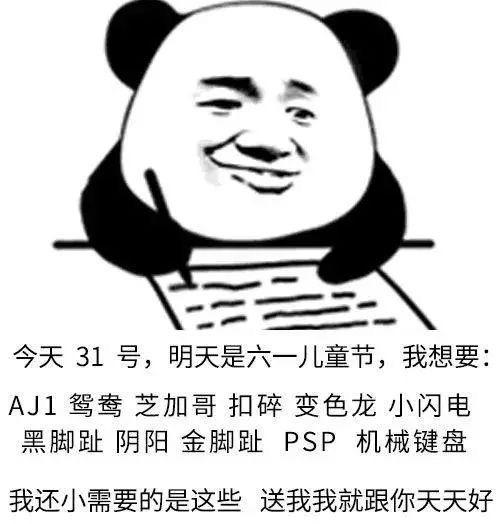 今天 31 号，明天是六一儿童节，我想要：
AJ1 鸳鸯 芝加哥 扣碎 变色龙 小闪电
黑脚趾 阴阳 金脚趾 PSP 机械键盘
我还小需要的是这些 送我我就跟你天天好